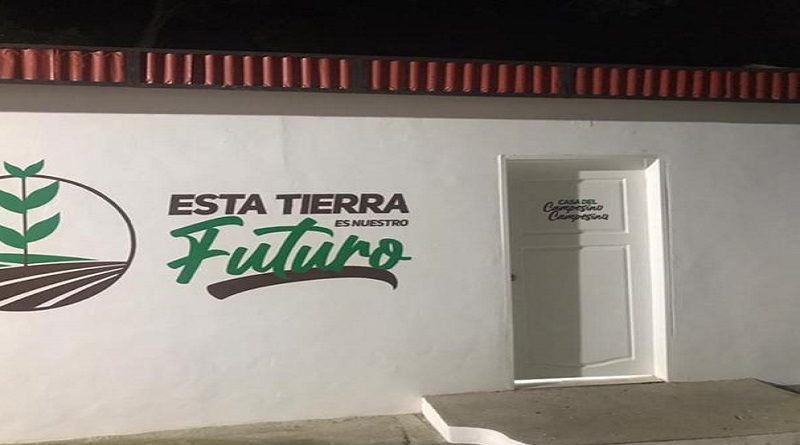 ESTA TIERRA
ES NUESTRO
Futuro
CASA DEL
Campesino
Campesina